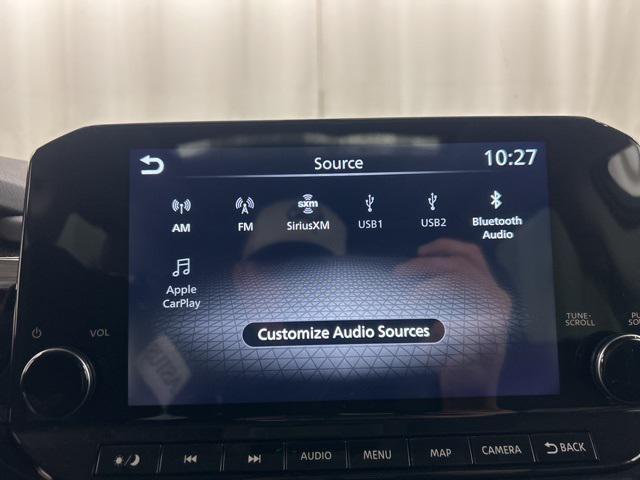 Source
10:27
AM
FM
sxm
SiriusXM
USB1
USB2
Bluetooth
Audio
Apple
CarPlay
Customize Audio Sources
VOL
TUNE-
SCROLL
AUDIO
MENU
MAP
CAMERA
BACK